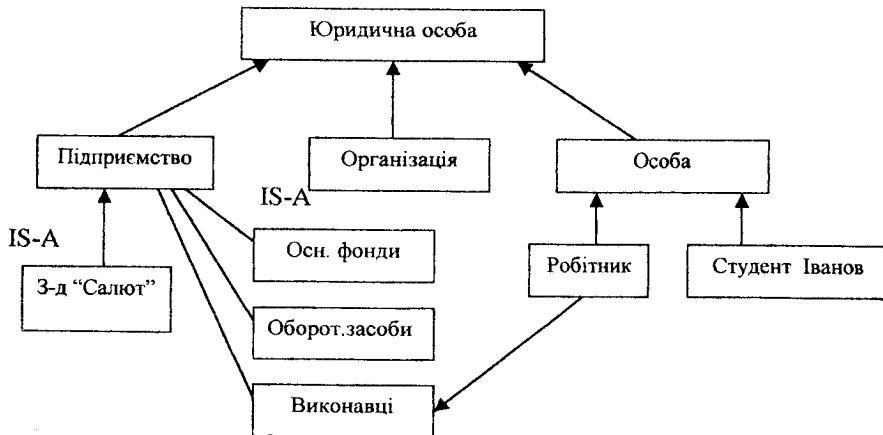 Юридична особа
Підприємство
Організація
Особа
IS-A
IS-A
Осн. фонди
Робітник
Студент Іванов
З-д “Салют”
Оборот.засоби
Виконавці